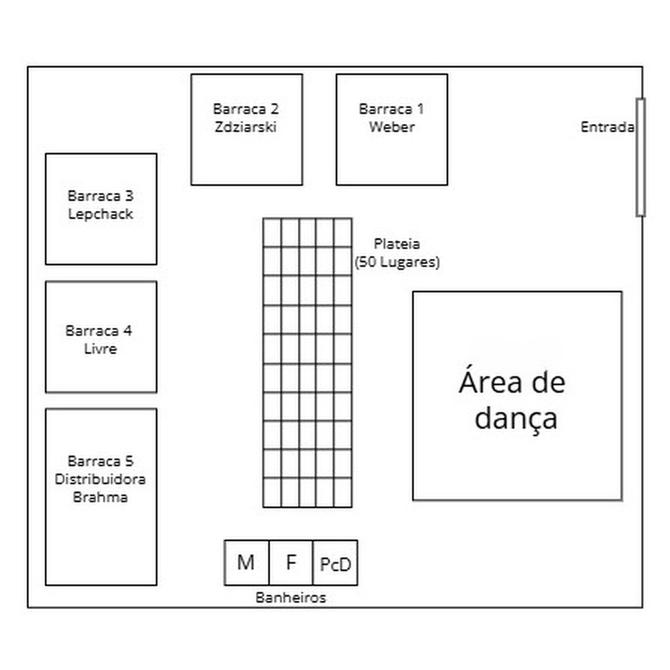 Barraca 2
Zdziarski
Barraca 1
Weber
Entrada
Barraca 3
Lepchack
Plateia
(50 Lugares)
Barraca 4
Livre
Área de
dança
Barraca 5
Distribuidora
Brahma
M
F
PcD
Banheiros